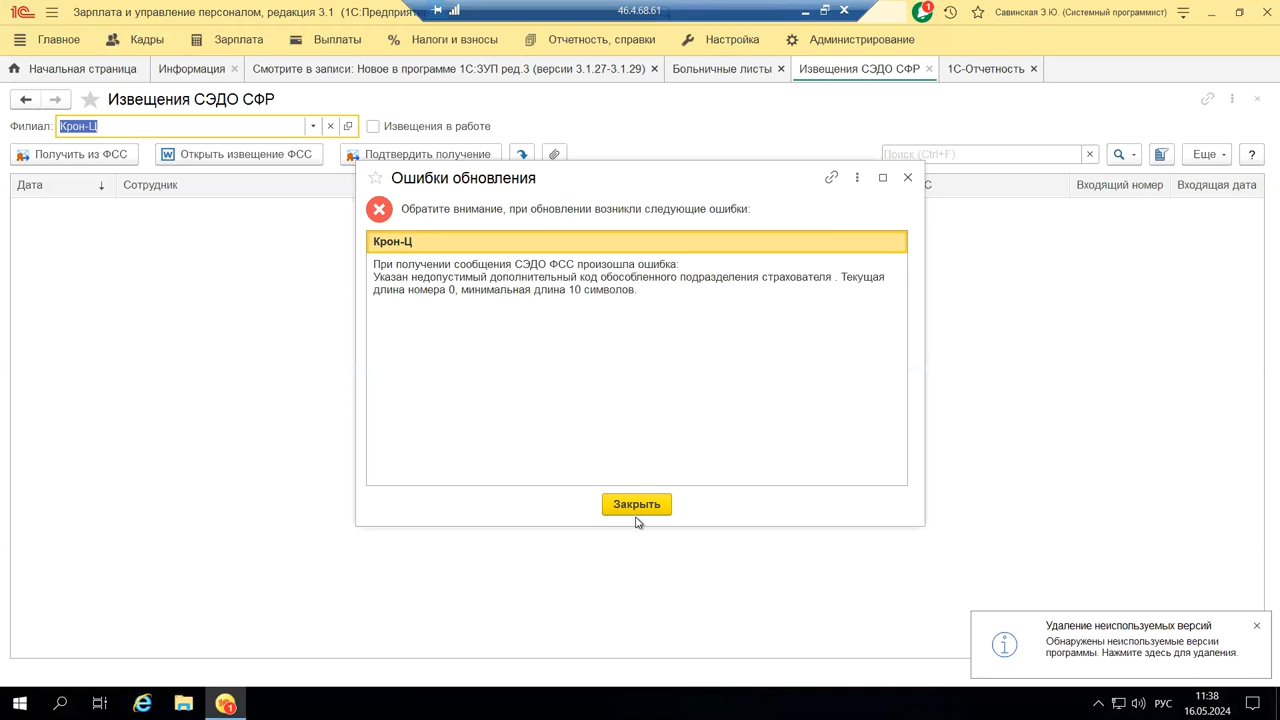 Зарплата и управление персоналом, редакция 3.1 (1С:Предприятие
46.4.68.61
1
Савинская З.Ю. (Системный программист)
Главное
Кадры
Зарплата
Выплаты
Налоги и взносы
Отчетность, справки
Настройка
Администрирование
Начальная страница
Информация
Смотрите в записи: Новое в программе 1С:ЗУП ред.3 (версии 3.1.27-3.1.29)
Больничные листы
Извещения СЭДО СФР
1С-Отчетность
Извещения СЭДО СФР
Филиал: Крон-Ц
Извещения в работе
Получить из ФСС
Открыть извещение ФСС
Подтвердить получение
Поиск (Ctrl+F)
Еще
?
Дата
Сотрудник
С
Входящий номер
Входящая дата
Ошибки обновления
Обратите внимание, при обновлении возникли следующие ошибки:
Крон-Ц
При получении сообщения СЭДО ФСС произошла ошибка:
Указан недопустимый дополнительный код обособленного подразделения страхователя . Текущая
длина номера 0, минимальная длина 10 символов.
Закрыть
Удаление неиспользуемых версий
Обнаружены неиспользуемые версии
программы. Нажмите здесь для удаления.
1
РУС
11:38
16.05.2024